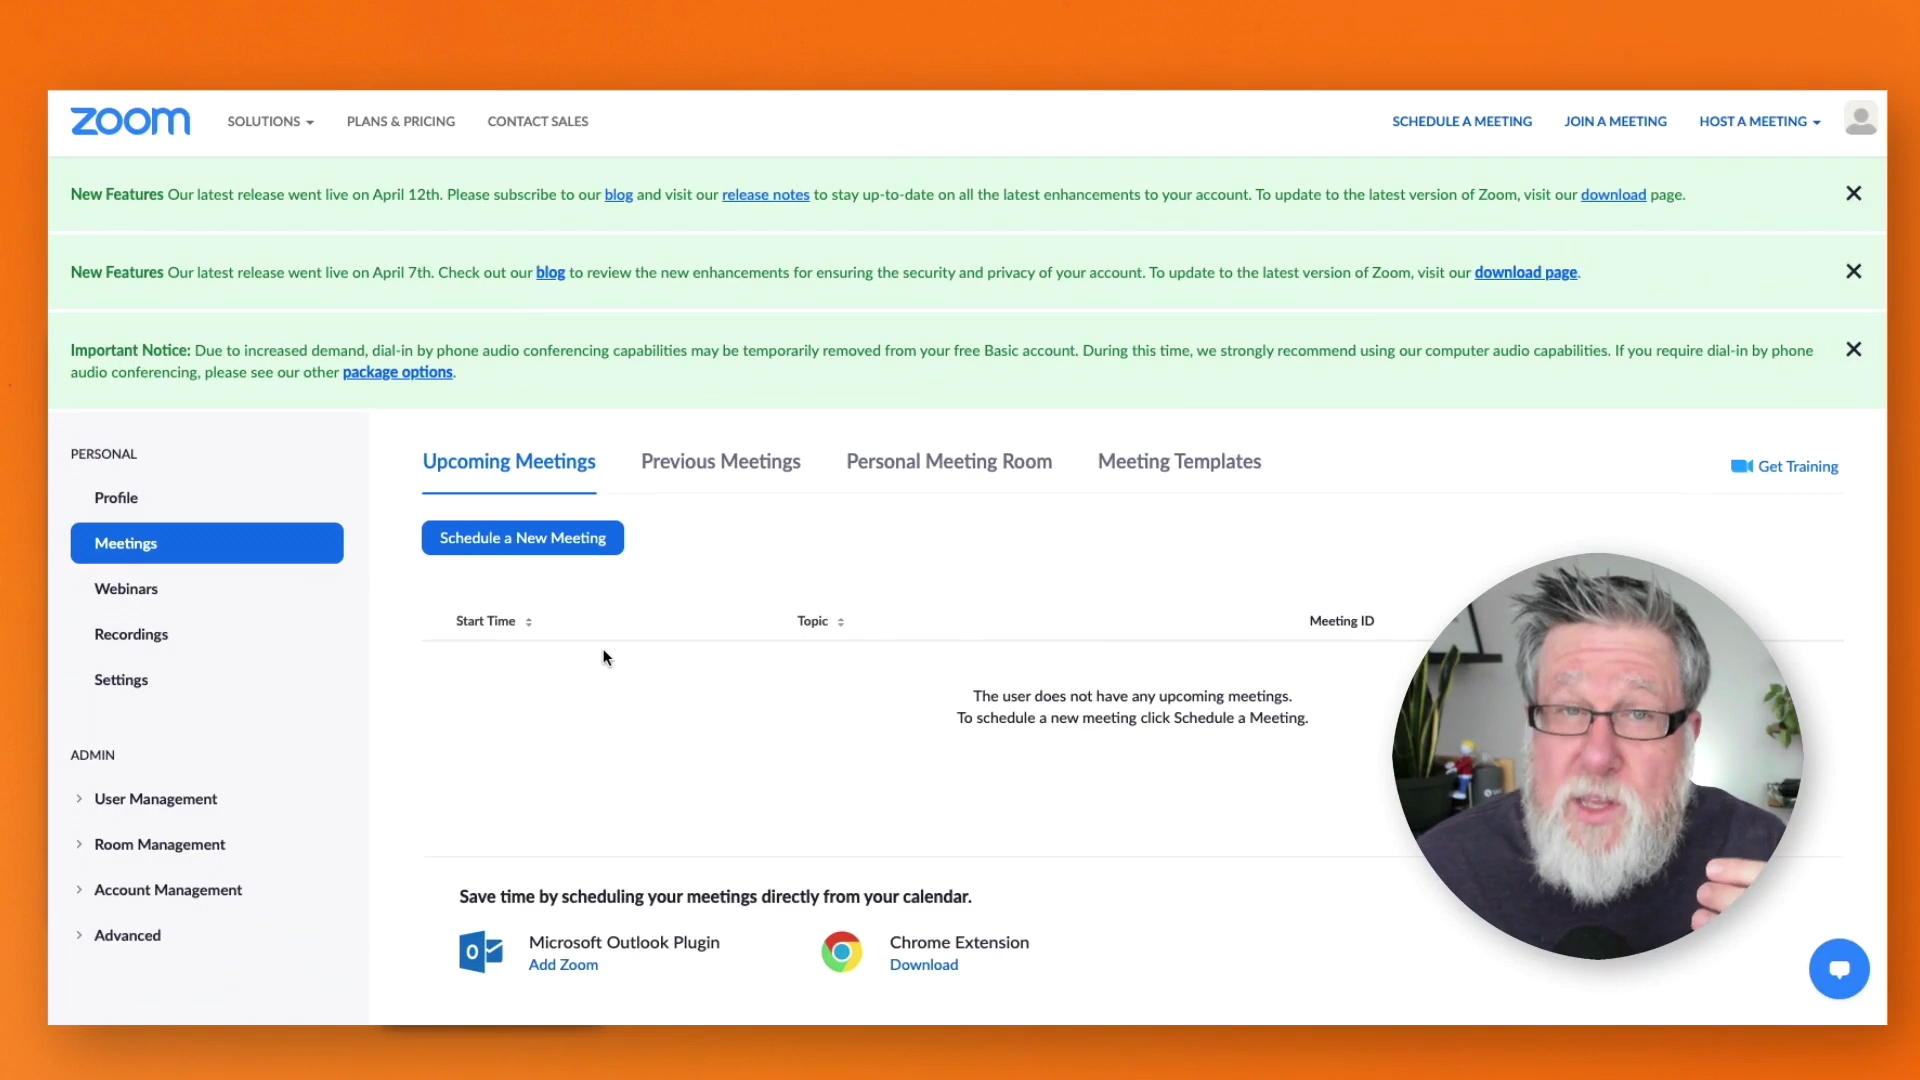 zoom
SOLUTIONS
PLANS & PRICING
CONTACT SALES
SCHEDULE A MEETING
JOIN A MEETING
HOST A MEETING
New Features Our latest release went live on April 12th. Please subscribe to our blog and visit our release notes to stay up-to-date on all the latest enhancements to your account. To update to the latest version of Zoom, visit our download page.
New Features Our latest release went live on April 7th. Check out our blog to review the new enhancements for ensuring the security and privacy of your account. To update to the latest version of Zoom, visit our download page.
Important Notice: Due to increased demand, dial-in by phone audio conferencing capabilities may be temporarily removed from your free Basic account. During this time, we strongly recommend using our computer audio capabilities. If you require dial-in by phone
audio conferencing, please see our other package options.
PERSONAL
Profile
Meetings
Webinars
Recordings
Settings
ADMIN
User Management
Room Management
Account Management
Advanced
Upcoming Meetings
Previous Meetings
Personal Meeting Room
Meeting Templates
Get Training
Schedule a New Meeting
Start Time
Topic
Meeting ID
The user does not have any upcoming meetings.
To schedule a new meeting click Schedule a Meeting.
Save time by scheduling your meetings directly from your calendar.
Microsoft Outlook Plugin
Add Zoom
Chrome Extension
Download